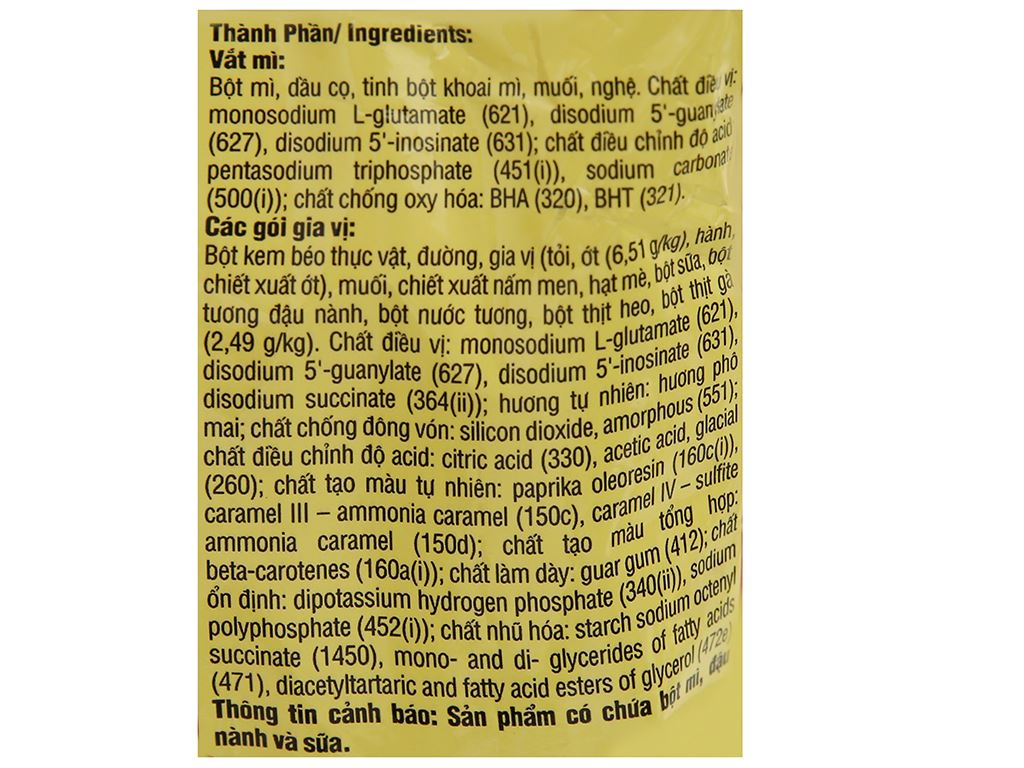 Thành Phần/ Ingredients:
Vắt mì:
Bột mì, dầu cọ, tinh bột khoai mì, muối, nghệ. Chất điều vị:
monosodium L-glutamate (621), disodium 5'-guanylate
(627), disodium 5'-inosinate (631); chất điều chỉnh độ acid
pentasodium triphosphate (451(i)), sodium carbonate
(500(i)); chất chống oxy hóa: BHA (320), BHT (321).
Các gói gia vị:
Bột kem béo thực vật, đường, gia vị (tỏi, ớt (6,51 g/kg), hành,
chiết xuất ớt), muối, chiết xuất nấm men, hạt mè, bột sữa, bột
tương đậu nành, bột nước tương, bột thịt heo, bột thịt gà
(2,49 g/kg). Chất điều vị: monosodium L-glutamate (621),
disodium 5'-guanylate (627), disodium 5'-inosinate (631),
disodium succinate (364(ii)); hương tự nhiên: hương phô
mai; chất chống đông vón: silicon dioxide, amorphous (551);
chất điều chỉnh độ acid: citric acid (330), acetic acid, glacial
(260); chất tạo màu tự nhiên: paprika oleoresin (160c(i)),
caramel III – ammonia caramel (150c), caramel IV – sulfite
ammonia caramel (150d); chất tạo màu tổng hợp:
beta-carotenes (160a(i)); chất làm dày: guar gum (412); chất
ổn định: dipotassium hydrogen phosphate (340(ii)), sodium
polyphosphate (452(i)); chất nhũ hóa: starch sodium octenyl
succinate (1450), mono- and di- glycerides of fatty acids
(471), diacetyltartaric and fatty acid esters of glycerol (472e)
Thông tin cảnh báo: Sản phẩm có chứa bột mì, đậu
nành và sữa.